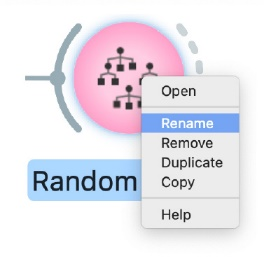 Open
Rename
Remove
Duplicate
Copy
Random
Help